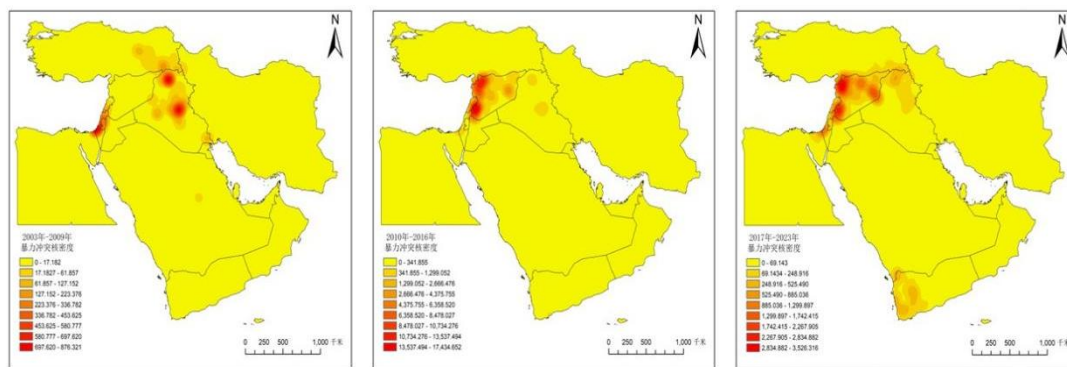 N
2003年-2009年
暴力冲突核密度
0 - 17.182
17.1827 - 61.857
61.857 - 127.152
127.152 - 223.376
223.376 - 336.782
336.782 - 453.625
453.625 - 580.777
580.777 - 697.620
697.620 - 876.321
0 500 1,000 千米
N
2010年-2016年
暴力冲突核密度
0 - 341.855
341.855 - 1,299.052
1,299.052 - 2,666.476
2,666.476 - 4,375.755
4,375.755 - 6,358.520
6,358.520 - 8,478.027
8,478.027 - 10,734.276
10,734.276 - 13,537.494
13,537.494 - 17,434.652
0 500 1,000 千米
N
2017年-2023年
暴力冲突核密度
0 - 69.143
69.1434 - 248.916
248.916 - 525.490
525.490 - 885.036
885.036 - 1,299.897
1,299.897 - 1,742.415
1,742.415 - 2,267.905
2,267.905 - 2,834.882
2,834.882 - 3,526.316
0 500 1,000 千米